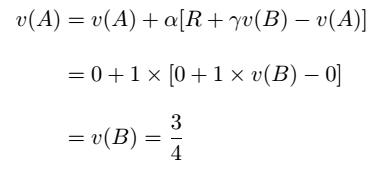 v(A) = v(A) + α[R + γv(B) − v(A)]
= 0 + 1 × [0 + 1 × v(B) − 0]
= v(B) = 3/4